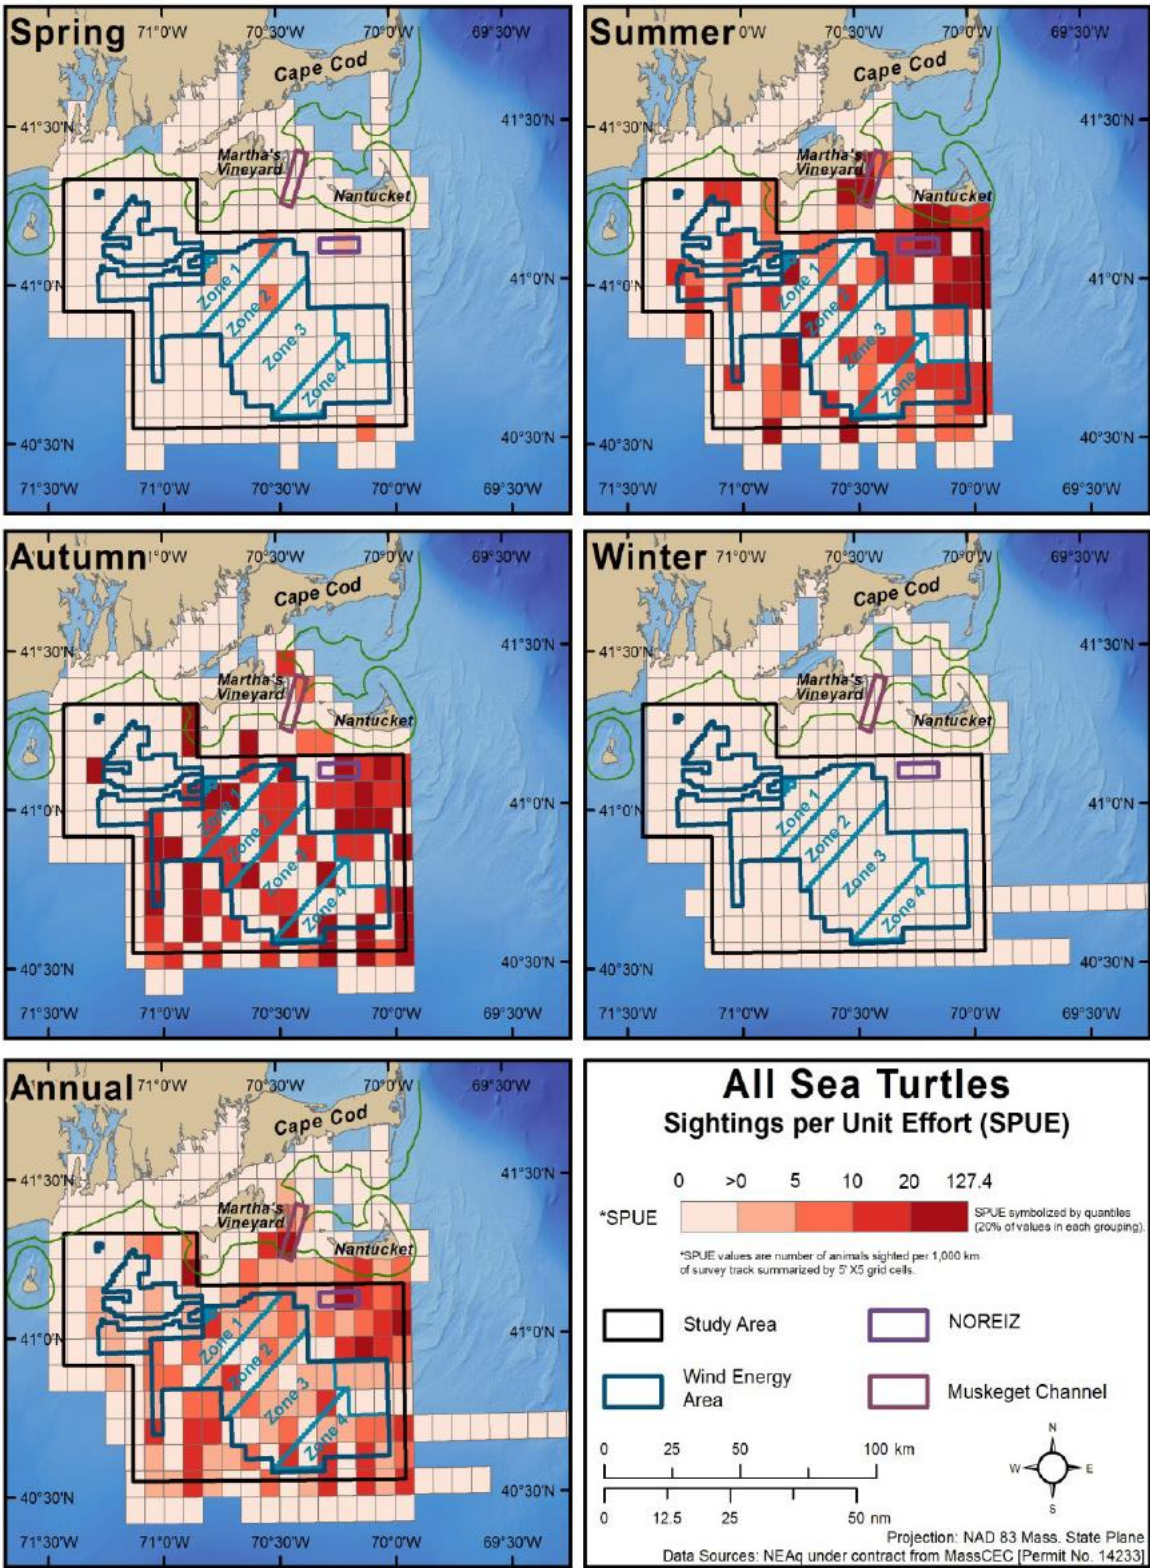 Spring
71°0'W
70°30'W
70°0'W
69°30'W
Cape Cod
41°30'N
41°30'N
Martha's
Vineyard
Nantucket
Zone 1
41°0'N
41°0'N
Zone 2
Zone 3
Zone 4
40°30'N
40°30'N
71°30'W
71°0'W
70°30'W
70°0'W
69°30'W
Summer
0'W
70°30'W
70°0'W
69°30'W
Cape Cod
41°30'N
41°30'N
Martha's
Vineyard
Nantucket
Zone 1
41°0'N
41°0'N
Zone 2
Zone 3
Zone
40°30'N
40°30'N
71°30'W
71°0'W
70°30'W
70°0'W
69°30'W
Autumn
°0'W
70°30'W
70°0'W
69°30'W
Cape Cod
41°30'N
41°30'N
Martha's
Vineyard
Nantucket
Zone 1
41°0'N
41°0'N
Zone 2
Zone 3
Zone 4
40°30'N
40°30'N
71°30'W
71°0'W
70°30'W
70°0'W
69°30'W
Winter
71°0'W
70°30'W
70°0'W
69°30'W
Cape Cod
41°30'N
41°30'N
Martha's
Vineyard
Nantucket
Zone 1
41°0'N
41°0'N
Zone 2
Zone 3
Zone 4
40°30'N
40°30'N
71°30'W
71°0'W
70°30'W
70°0'W
69°30'W
Annual
71°0'W
70°30'W
70°0'W
69°30'W
Cape Cod
41°30'N
41°30'N
Martha's
Vineyard
Nantucket
Zone 1
41°0'N
41°0'N
Zone 2
Zone 3
Zone 4
40°30'N
40°30'N
71°30'W
71°0'W
70°30'W
70°0'W
69°30'W
All Sea Turtles
Sightings per Unit Effort (SPUE)
0 >0 5 10 20 127.4
*SPUE
SPUE symbolized by quantiles
(20% of values in each grouping).
*SPUE values are number of animals sighted per 1,000 km
of survey track summarized by 5' X5 grid cells.
Study Area
NOREIZ
Wind Energy
Area
Muskeget Channel
0 25 50 100 km
0 12.5 25 50 nm
N
W E
S
Projection: NAD 83 Mass. State Plane
Data Sources: NEAq under contract from MassCEC [Permit No. 14233]